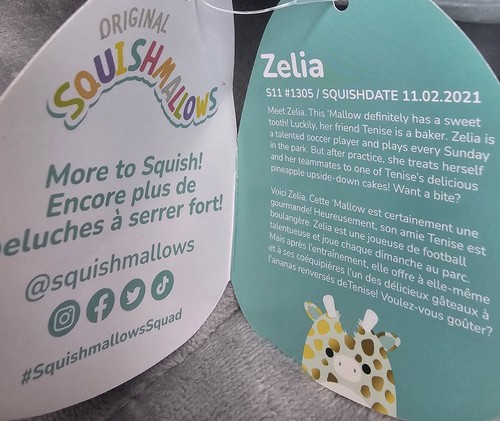 ORIGINAL
SQUISHMALLOWS
More to Squish!
Encore plus de
peluches à serrer fort!
@squishmallows
#SquishmallowsSquad
Zelia
S11 #1305 / SQUISHDATE 11.02.2021
Meet Zelia. This 'Mallow definitely has a sweet
tooth! Luckily, her friend Tenise is a baker. Zelia is
a talented soccer player and plays every Sunday
in the park. But after practice, she treats herself
and her teammates to one of Tenise's delicious
pineapple upside-down cakes! Want a bite?
Voici Zelia. Cette 'Mallow est certainement une
gourmande! Heureusement, son amie Tenise est
boulangère. Zelia est une joueuse de football
talentueuse et joue chaque dimanche au parc.
Mais après l'entraînement, elle offre à elle-même
et à ses coéquipières l'un des délicieux gâteaux à
l'ananas renversés deTenise! Voulez-vous goûter?